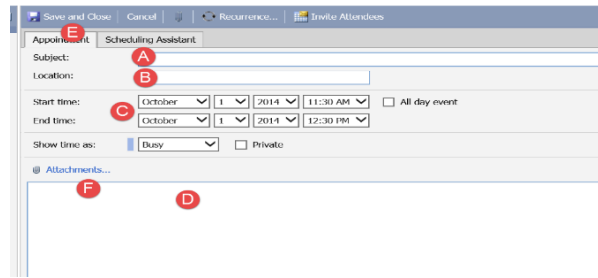 Save and Close Cancel Recurrence... Invite Attendees
E
Appointment Scheduling Assistant
Subject: A
Location: B
Start time: October 1 2014 11:30 AM All day event
C
End time: October 1 2014 12:30 PM
Show time as: Busy Private
Attachments...
F
D